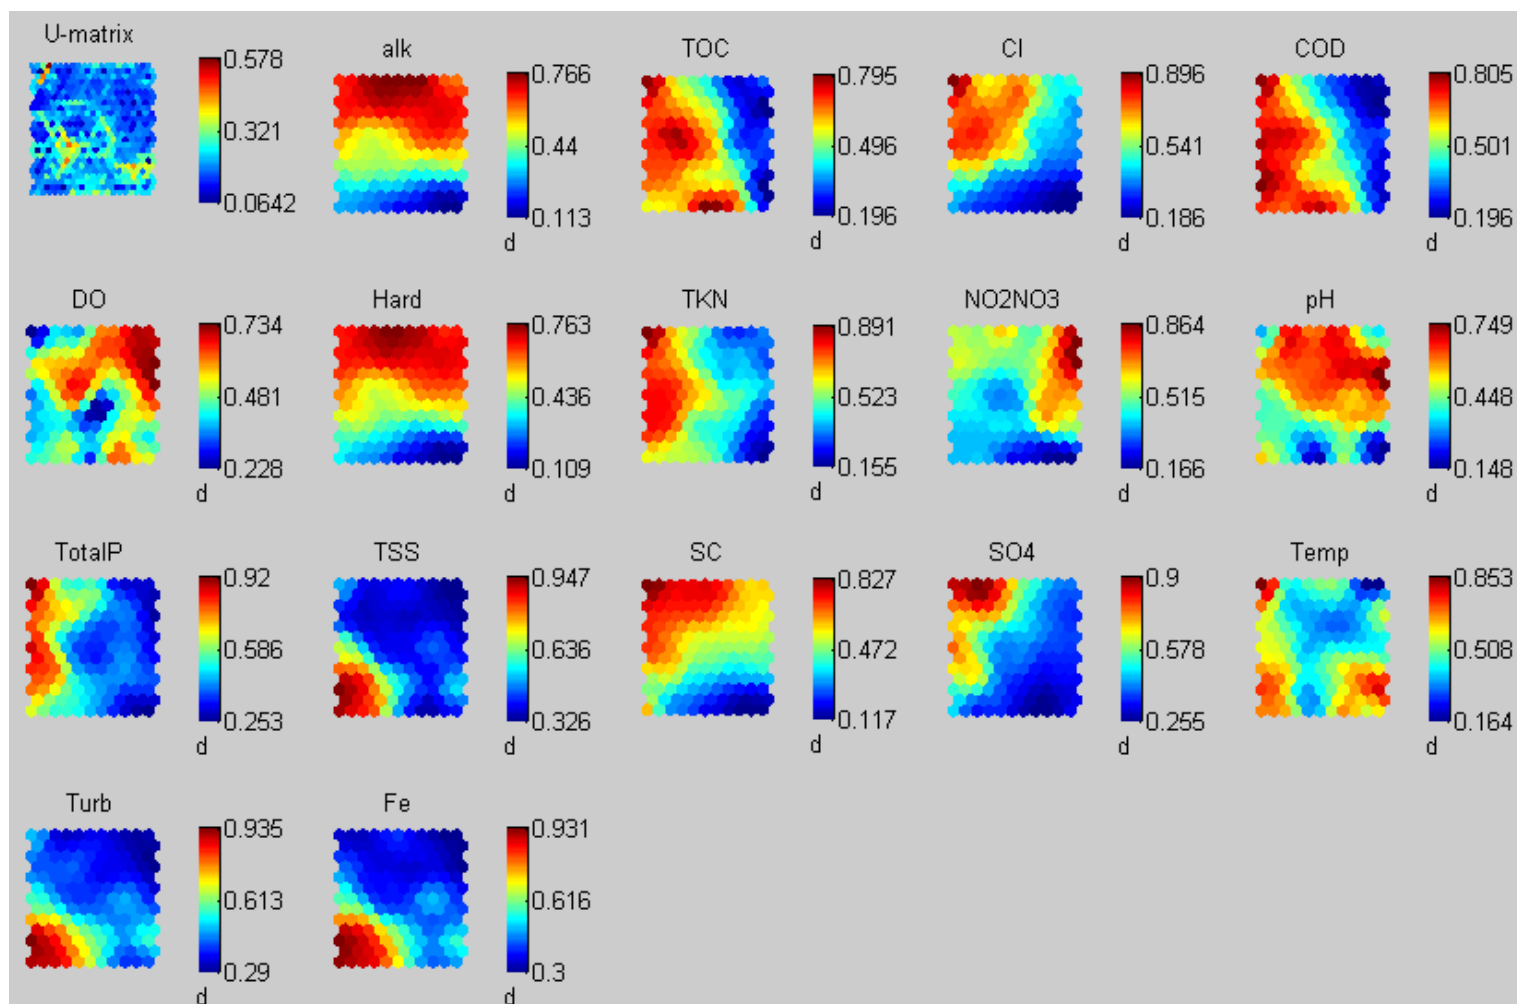 U-matrix
0.578
0.321
0.0642
alk
0.766
0.44
0.113
d
TOC
0.795
0.496
0.196
d
Cl
0.896
0.541
0.186
d
COD
0.805
0.501
0.196
d
DO
0.734
0.481
0.228
d
Hard
0.763
0.436
0.109
d
TKN
0.891
0.523
0.155
d
NO2NO3
0.864
0.515
0.166
d
pH
0.749
0.448
0.148
d
TotalP
0.92
0.586
0.253
d
TSS
0.947
0.636
0.326
d
SC
0.827
0.472
0.117
d
SO4
0.9
0.578
0.255
d
Temp
0.853
0.508
0.164
d
Turb
0.935
0.613
0.29
d
Fe
0.931
0.616
0.3
d